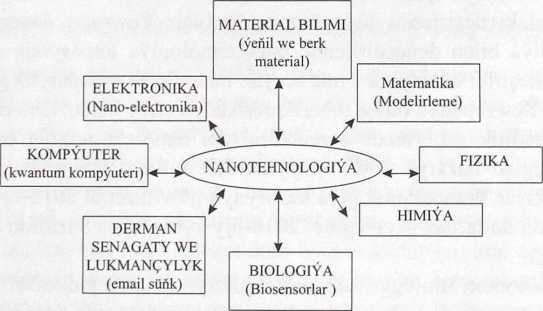 MATERIAL BILIMI
(ýeňil we berk
material)
ELEKTRONIKA
(Nano-elektronika)
Matematika
(Modelirleme)
KOMPÝUTER
(kwantum kompýuteri)
NANOTEHNOLOGIÝA
FIZIKA
HIMIÝA
DERMAN
SENAGATY WE
LUKMANÇYLYK
(email süňk)
BIOLOGIÝA
(Biosensorlar )